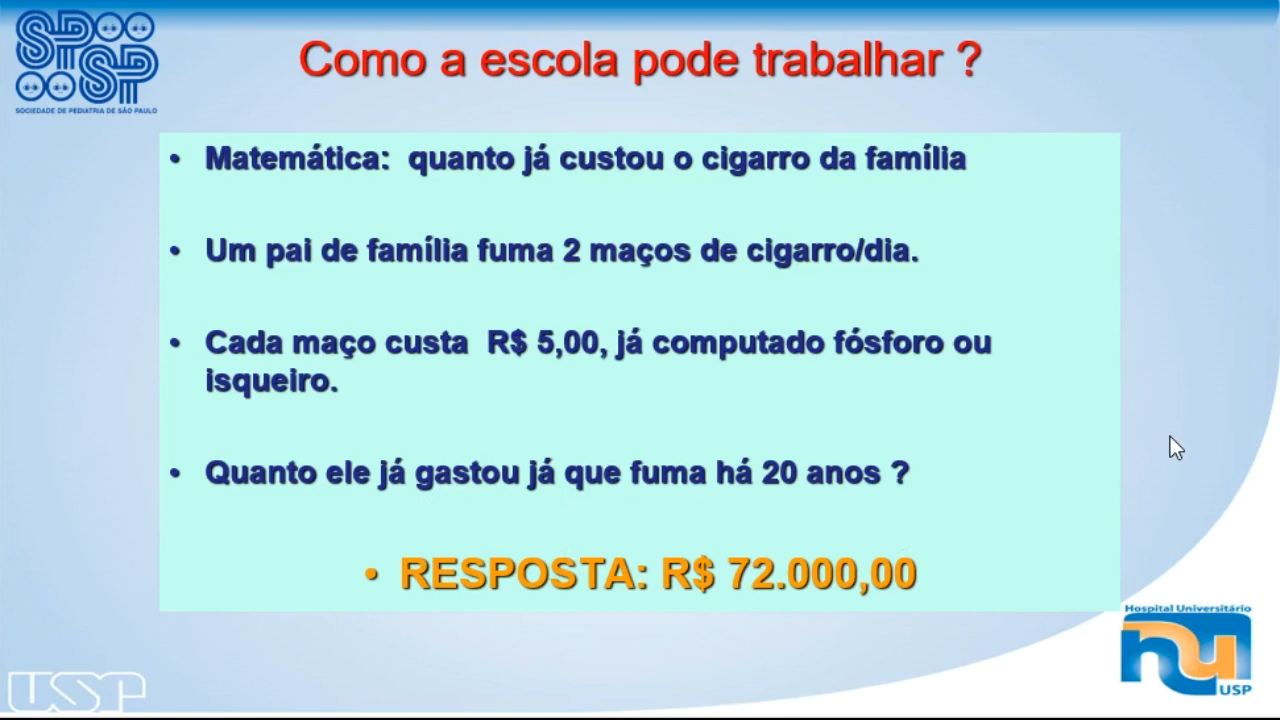 SPSP
SOCIEDADE DE PEDIATRIA DE SÃO PAULO
Como a escola pode trabalhar ?
• Matemática: quanto já custou o cigarro da família
• Um pai de família fuma 2 maços de cigarro/dia.
• Cada maço custa R$ 5,00, já computado fósforo ou
isqueiro.
• Quanto ele já gastou já que fuma há 20 anos ?
• RESPOSTA: R$ 72.000,00
Hospital Universitário
hu
USP
USP